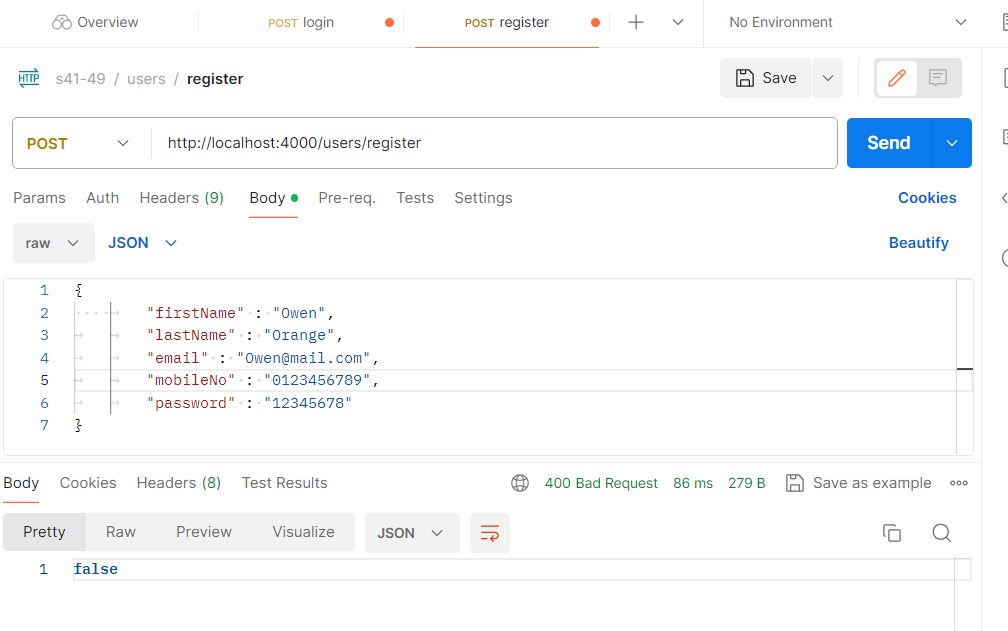 Overview POST login POST register No Environment
HTTP s41-49 / users / register Save
POST http://localhost:4000/users/register Send
Params Auth Headers (9) Body Pre-req. Tests Settings Cookies
raw JSON Beautify
1 {
2 "firstName" : "Owen",
3 "lastName" : "Orange",
4 "email" : "Owen@mail.com",
5 "mobileNo" : "0123456789",
6 "password" : "12345678"
7 }
Body Cookies Headers (8) Test Results 400 Bad Request 86 ms 279 B Save as example
Pretty Raw Preview Visualize JSON
1 false